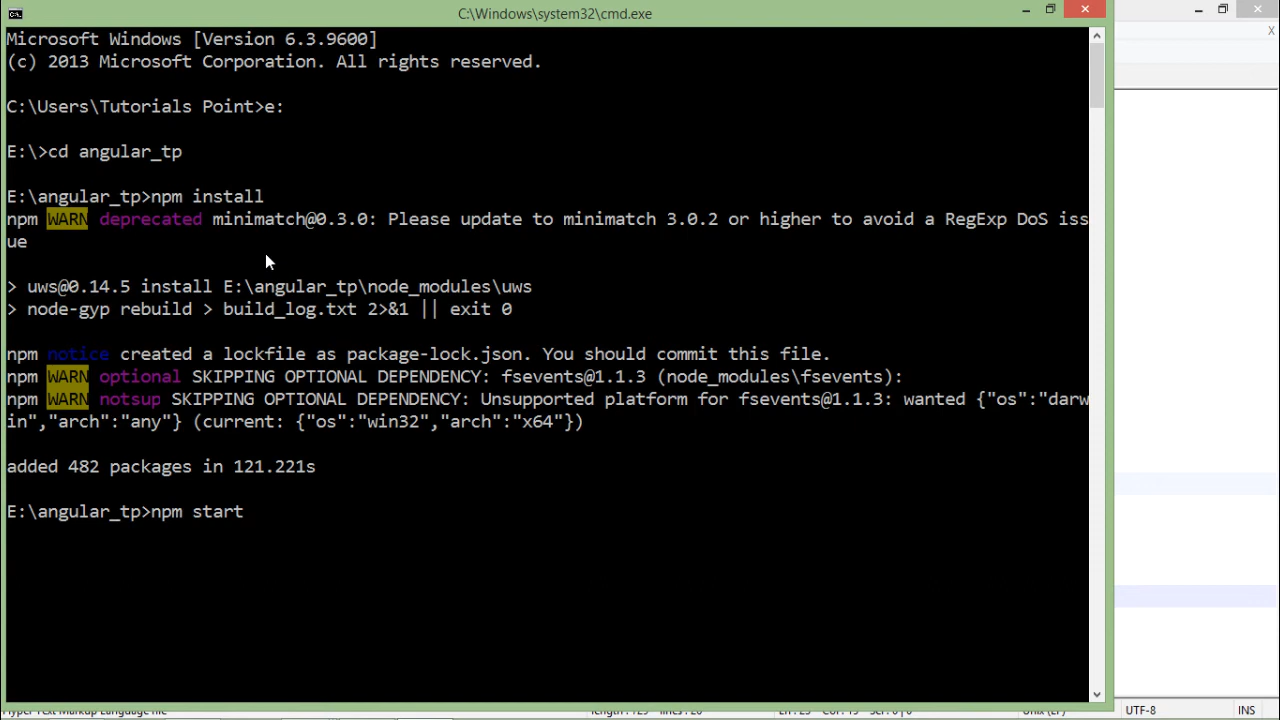 C:\Windows\system32\cmd.exe
Microsoft Windows [Version 6.3.9600]
(c) 2013 Microsoft Corporation. All rights reserved.
C:\Users\Tutorials Point>e:
E:\>cd angular_tp
E:\angular_tp>npm install
npm WARN deprecated minimatch@0.3.0: Please update to minimatch 3.0.2 or higher to avoid a RegExp DoS iss
ue
> uws@0.14.5 install E:\angular_tp\node_modules\uws
> node-gyp rebuild > build_log.txt 2>&1 || exit 0
npm notice created a lockfile as package-lock.json. You should commit this file.
npm WARN optional SKIPPING OPTIONAL DEPENDENCY: fsevents@1.1.3 (node_modules\fsevents):
npm WARN notsup SKIPPING OPTIONAL DEPENDENCY: Unsupported platform for fsevents@1.1.3: wanted {"os":"darw
in","arch":"any"} (current: {"os":"win32","arch":"x64"})
added 482 packages in 121.221s
E:\angular_tp>npm start
UTF-8 INS